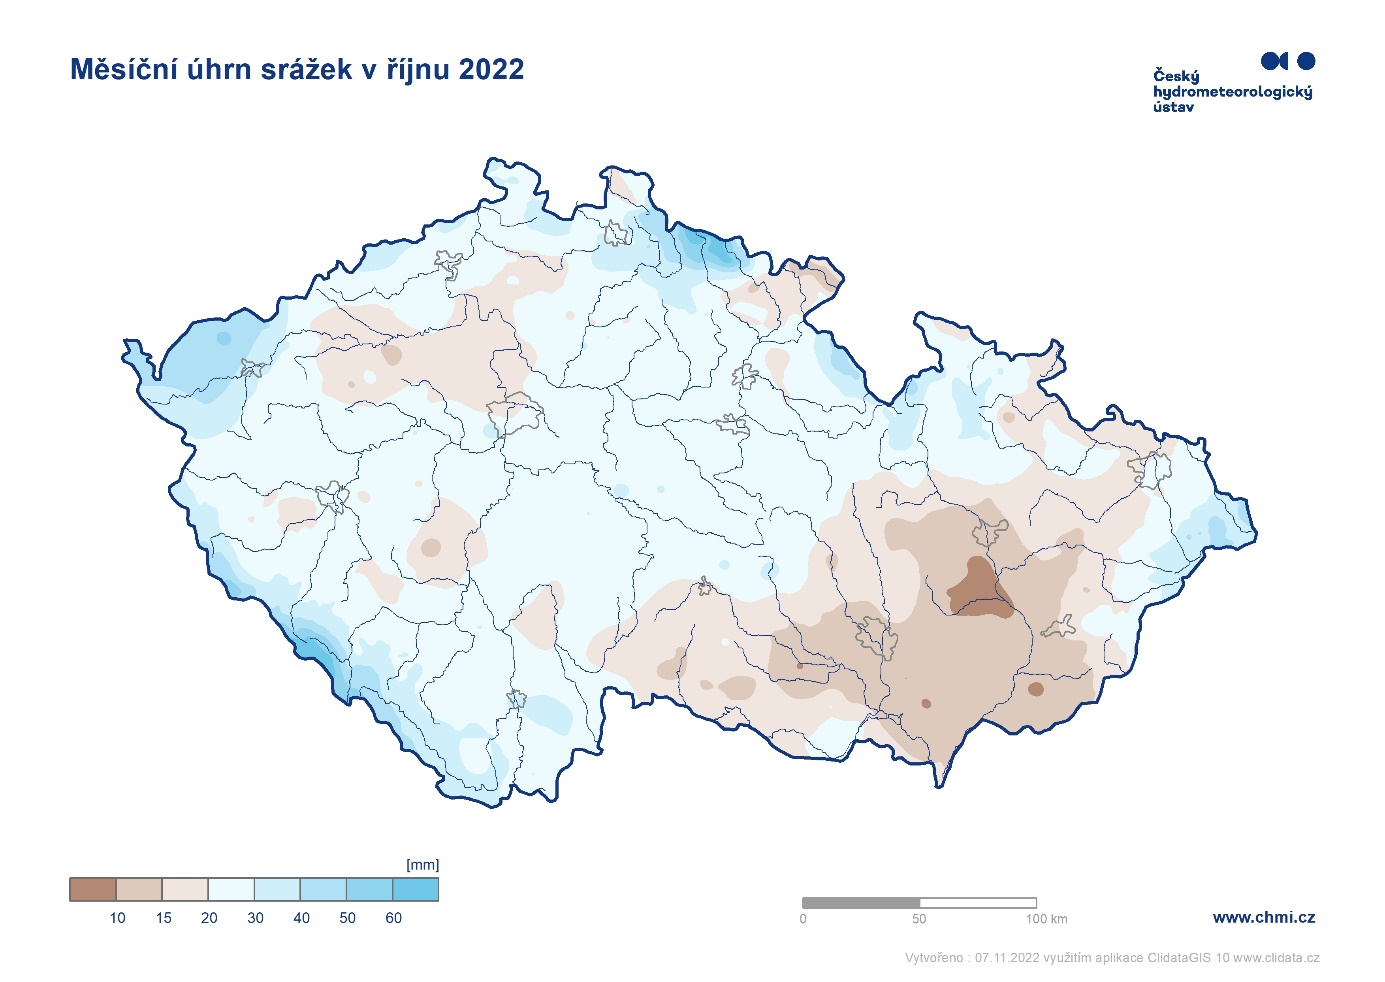 Měsíční úhrn srážek v říjnu 2022
Český
hydrometeorologický
ústav
[mm]
10 15 20 30 40 50 60
0 50 100 km
www.chmi.cz
Vytvořeno : 07.11.2022 využitím aplikace ClidataGIS 10 www.clidata.cz